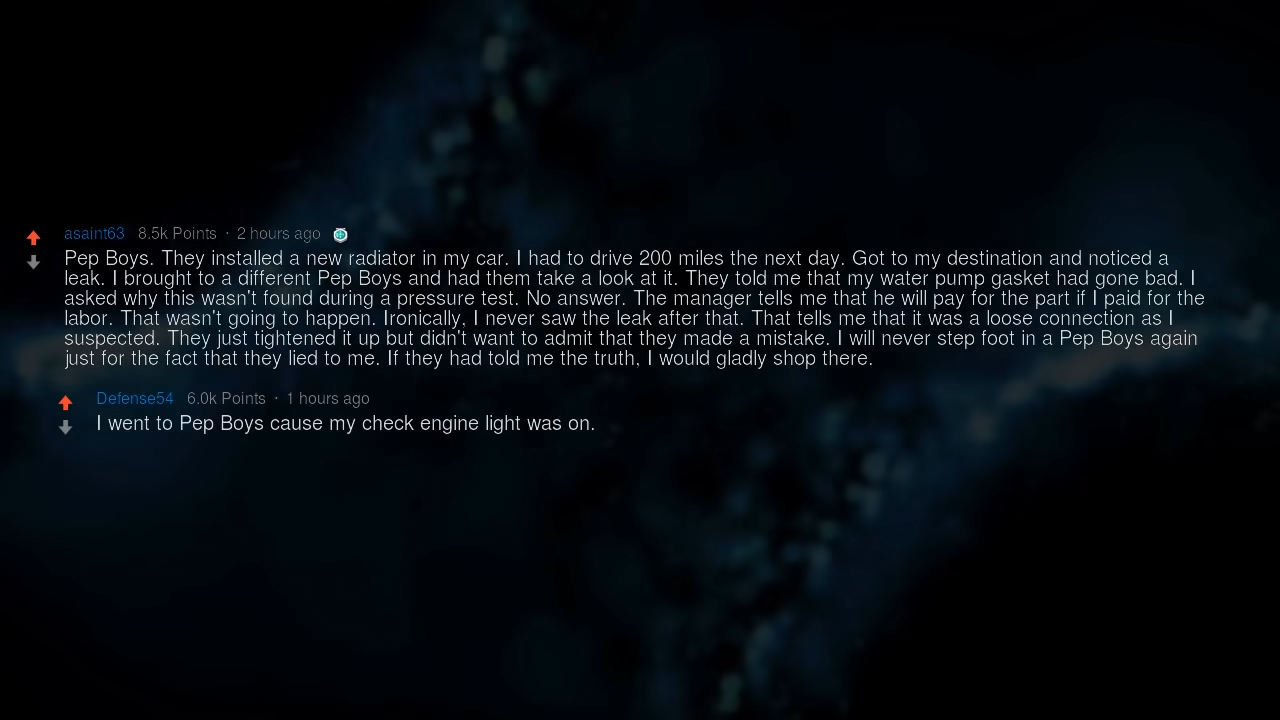 asaint63 8.5k Points · 2 hours ago
Pep Boys. They installed a new radiator in my car. I had to drive 200 miles the next day. Got to my destination and noticed a
leak. I brought to a different Pep Boys and had them take a look at it. They told me that my water pump gasket had gone bad. I
asked why this wasn't found during a pressure test. No answer. The manager tells me that he will pay for the part if I paid for the
labor. That wasn't going to happen. Ironically, I never saw the leak after that. That tells me that it was a loose connection as I
suspected. They just tightened it up but didn't want to admit that they made a mistake. I will never step foot in a Pep Boys again
just for the fact that they lied to me. If they had told me the truth, I would gladly shop there.
Defense54 6.0k Points · 1 hours ago
I went to Pep Boys cause my check engine light was on.